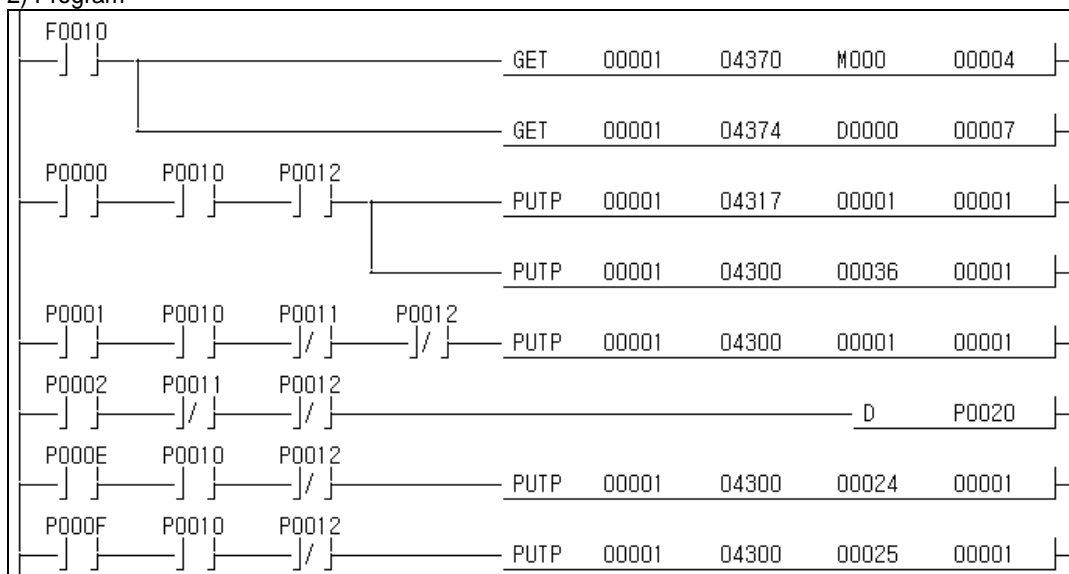 2) Program
F0010
GET 00001 04370 M000 00004
GET 00001 04374 D0000 00007
P0000 P0010 P0012
PUTP 00001 04317 00001 00001
PUTP 00001 04300 00036 00001
P0001 P0010 P0011 P0012
PUTP 00001 04300 00001 00001
P0002 P0011 P0012
D P0020
P000E P0010 P0012
PUTP 00001 04300 00024 00001
P000F P0010 P0012
PUTP 00001 04300 00025 00001